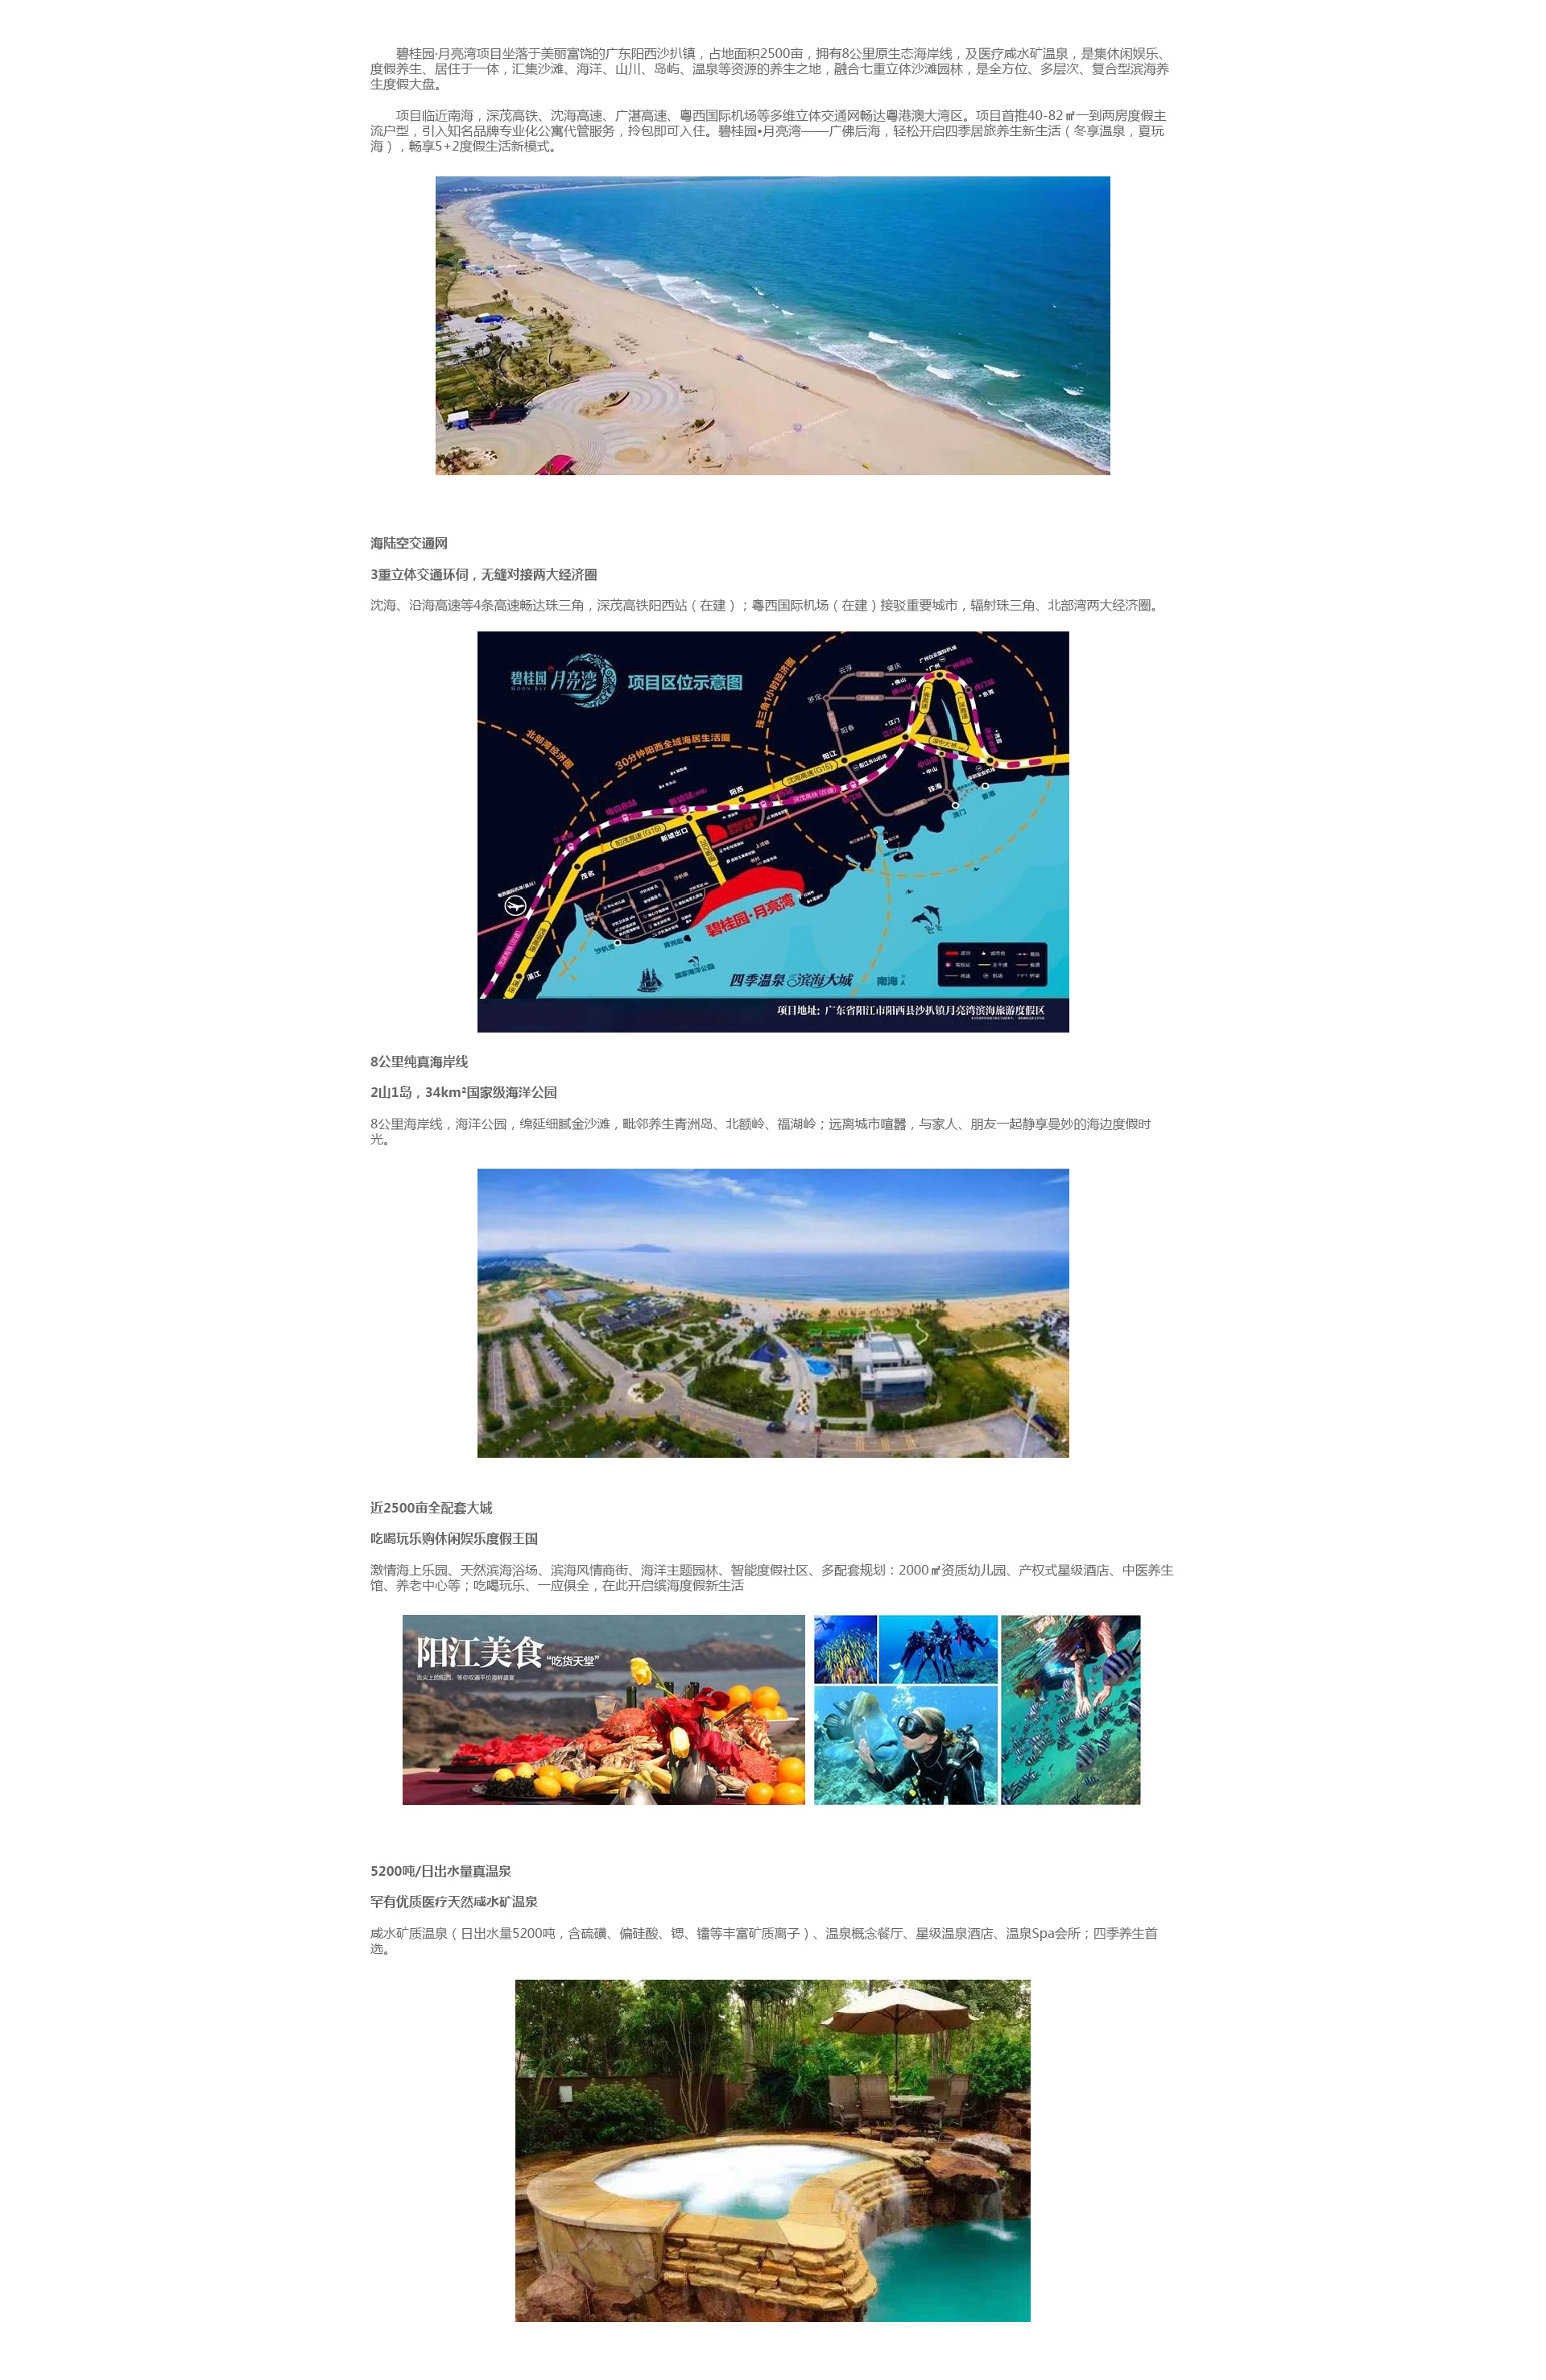 碧桂园·月亮湾项目坐落于美丽富饶的广东阳西沙扒镇，占地面积2500亩，拥有8公里原生态海岸线，及医疗咸水矿温泉，是集休闲娱乐、
度假养生、居住于一体，汇集沙滩、海洋、山川、岛屿、温泉等资源的养生之地，融合七重立体沙滩园林，是全方位、多层次、复合型滨海养
生度假大盘。
项目临近南海，深茂高铁、沈海高速、广湛高速、粤西国际机场等多维立体交通网畅达粤港澳大湾区。项目首推40-82㎡一到两房度假主
流户型，引入知名品牌专业化公寓代管服务，拎包即可入住。碧桂园•月亮湾——广佛后海，轻松开启四季居旅养生新生活（冬享温泉，夏玩
海），畅享5+2度假生活新模式。
海陆空交通网
3重立体交通环伺，无缝对接两大经济圈
沈海、沿海高速等4条高速畅达珠三角，深茂高铁阳西站（在建）；粤西国际机场（在建）接驳重要城市，辐射珠三角、北部湾两大经济圈。
碧桂园 月亮湾
MOON BAY
项目区位示意图
珠三角1小时经济圈
北部湾经济圈
30分钟阳西全域海居生活圈
云浮
肇庆
罗定
阳春
江门
阳江
沈海高速(G15)
阳西
深茂高铁(在建)
新墟出口
阳茂高速(G15)
茂名
湛江
珠海
中山
澳门
香港
沙扒湾
青洲岛
国家海洋公园
碧桂园·月亮湾
四季温泉 滨海大城
南海
项目地址：广东省阳江市阳西县沙扒镇月亮湾滨海旅游度假区
8公里纯真海岸线
2山1岛，34km²国家级海洋公园
8公里海岸线，海洋公园，绵延细腻金沙滩，毗邻养生青洲岛、北额岭、福湖岭；远离城市喧嚣，与家人、朋友一起静享曼妙的海边度假时
光。
近2500亩全配套大城
吃喝玩乐购休闲娱乐度假王国
激情海上乐园、天然滨海浴场、滨海风情商街、海洋主题园林、智能度假社区、多配套规划：2000㎡资质幼儿园、产权式星级酒店、中医养生
馆、养老中心等；吃喝玩乐、一应俱全，在此开启缤海度假新生活
阳江美食“吃货天堂”
舌尖上的阳西，等你吹遍平价海鲜盛宴
5200吨/日出水量真温泉
罕有优质医疗天然咸水矿温泉
咸水矿质温泉（日出水量5200吨，含硫磺、偏硅酸、锶、镭等丰富矿质离子）、温泉概念餐厅、星级温泉酒店、温泉Spa会所；四季养生首
选。